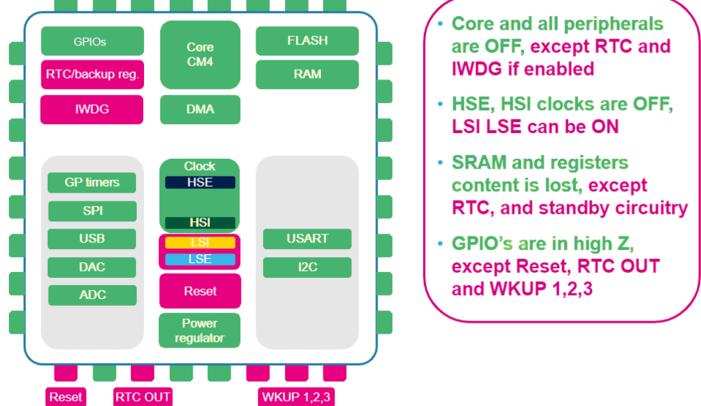 GPIOs
RTC/backup reg.
IWDG
Core
CM4
DMA
FLASH
RAM
GP timers
SPI
USB
DAC
ADC
Clock
HSE
HSI
LSI
LSE
Reset
Power
regulator
USART
I2C
Reset
RTC OUT
WKUP 1,2,3
• Core and all peripherals
are OFF, except RTC and
IWDG if enabled
• HSE, HSI clocks are OFF,
LSI LSE can be ON
• SRAM and registers
content is lost, except
RTC, and standby circuitry
• GPIO's are in high Z,
except Reset, RTC OUT
and WKUP 1,2,3